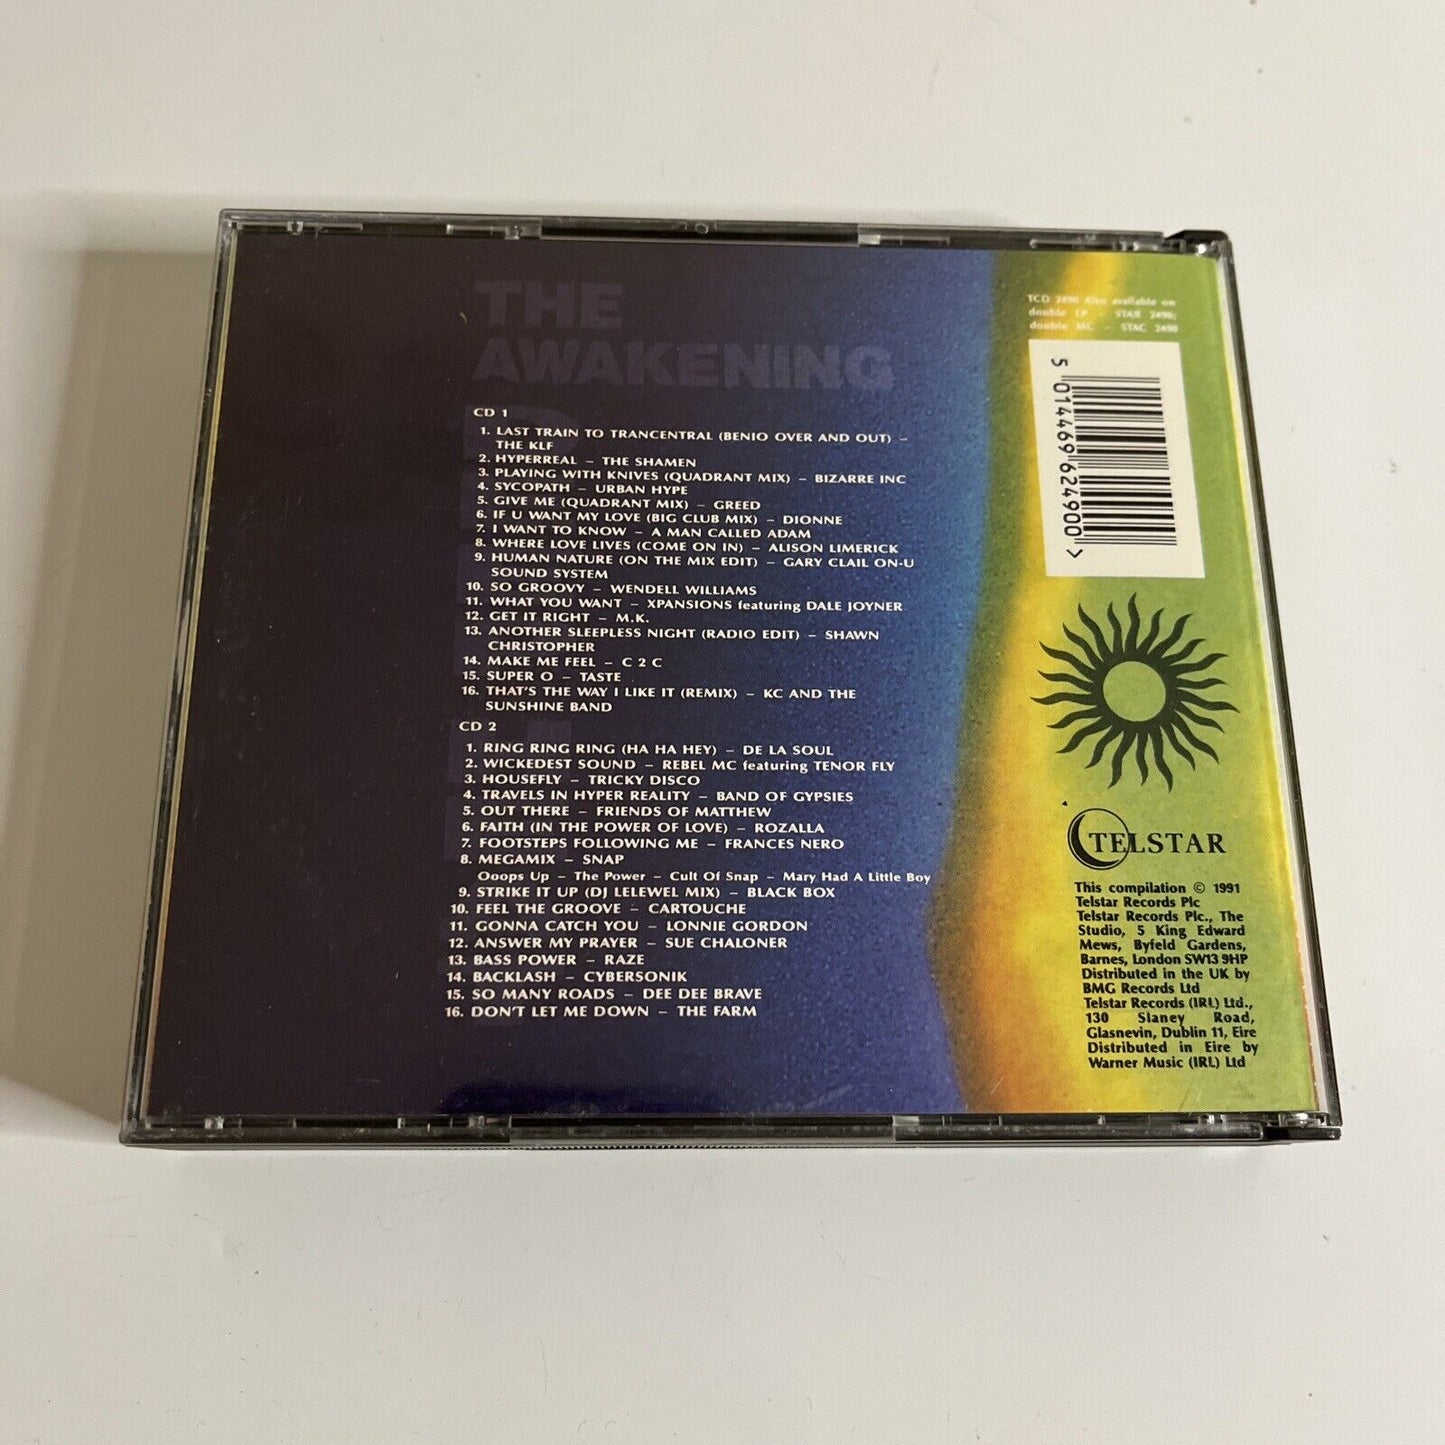 THE
AWAKENING
CD 1
1. LAST TRAIN TO TRANCENTRAL (BENIO OVER AND OUT) –
THE KLF
2. HYPERREAL – THE SHAMEN
3. PLAYING WITH KNIVES (QUADRANT MIX) – BIZARRE INC
4. SYCOPATH – URBAN HYPE
5. GIVE ME (QUADRANT MIX) – GREED
6. IF U WANT MY LOVE (BIG CLUB MIX) – DIONNE
7. I WANT TO KNOW – A MAN CALLED ADAM
8. WHERE LOVE LIVES (COME ON IN) – ALISON LIMERICK
9. HUMAN NATURE (ON THE MIX EDIT) – GARY CLAIL ON-U
SOUND SYSTEM
10. SO GROOVY – WENDELL WILLIAMS
11. WHAT YOU WANT – XPANSIONS featuring DALE JOYNER
12. GET IT RIGHT – M.K.
13. ANOTHER SLEEPLESS NIGHT (RADIO EDIT) – SHAWN
CHRISTOPHER
14. MAKE ME FEEL – C 2 C
15. SUPER O – TASTE
16. THAT'S THE WAY I LIKE IT (REMIX) – KC AND THE
SUNSHINE BAND
CD 2
1. RING RING RING (HA HA HEY) – DE LA SOUL
2. WICKEDEST SOUND – REBEL MC featuring TENOR FLY
3. HOUSEFLY – TRICKY DISCO
4. TRAVELS IN HYPER REALITY – BAND OF GYPSIES
5. OUT THERE – FRIENDS OF MATTHEW
6. FAITH (IN THE POWER OF LOVE) – ROZALLA
7. FOOTSTEPS FOLLOWING ME – FRANCES NERO
8. MEGAMIX – SNAP
Ooops Up – The Power – Cult Of Snap – Mary Had A Little Boy
9. STRIKE IT UP (DJ LELEWEL MIX) – BLACK BOX
10. FEEL THE GROOVE – CARTOUCHE
11. GONNA CATCH YOU – LONNIE GORDON
12. ANSWER MY PRAYER – SUE CHALONER
13. BASS POWER – RAZE
14. BACKLASH – CYBERSONIK
15. SO MANY ROADS – DEE DEE BRAVE
16. DON'T LET ME DOWN – THE FARM
TCD 2490 Also available on
double LP – STAR 2490;
double MC – STAC 2490
5 014469 624900 >
TELSTAR
This compilation © 1991
Telstar Records Plc
Telstar Records Plc., The
Studio, 5 King Edward
Mews, Byfeld Gardens,
Barnes, London SW13 9HP
Distributed in the UK by
BMG Records Ltd
Telstar Records (IRL) Ltd.,
130 Slaney Road,
Glasnevin, Dublin 11, Eire
Distributed in Eire by
Warner Music (IRL) Ltd